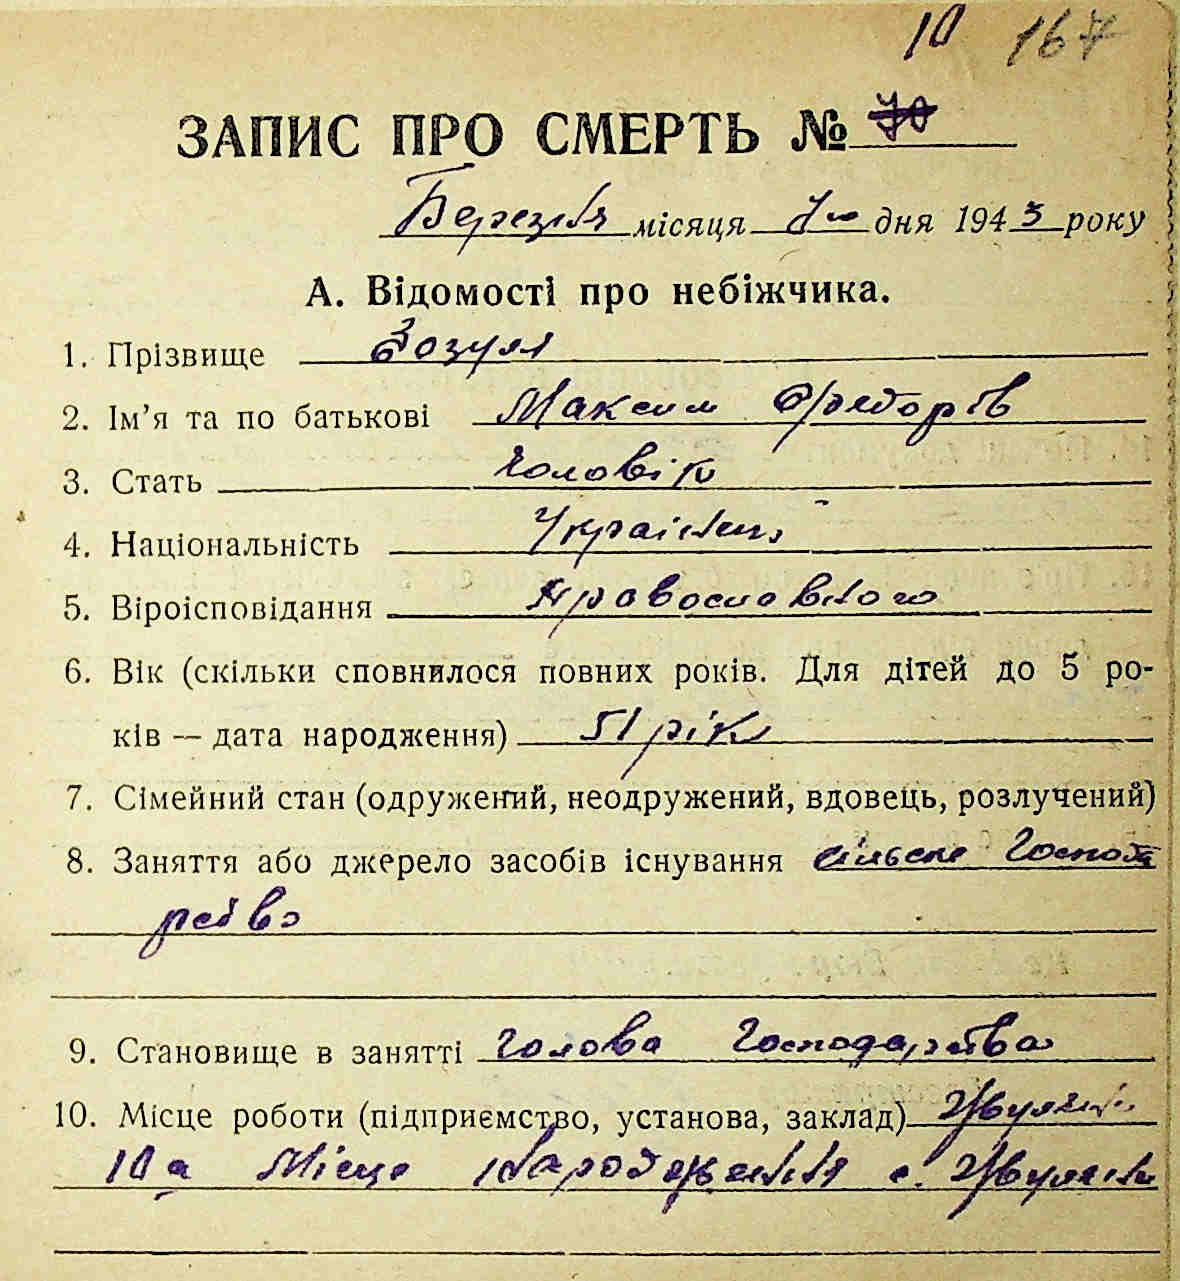 10 167
ЗАПИС ПРО СМЕРТЬ № 70
Березня місяця 7го дня 1943 року
А. Відомості про небіжчика.
1. Прізвище Зозуля
2. Ім’я та по батькові Максим Федорів
3. Стать Чоловік
4. Національність
5. Віроісповідання Православного
6. Вік (скільки сповнилося повних років. Для дітей до 5 ро-
ків — дата народження) 51 рік
7. Сімейний стан (одружений, неодружений, вдовець, розлучений)
8. Заняття або джерело засобів існування сільске Господа
рство
9. Становище в занятті голова Господарства
10. Місце роботи (підприємство, установа, заклад)
10а Місце народження с.